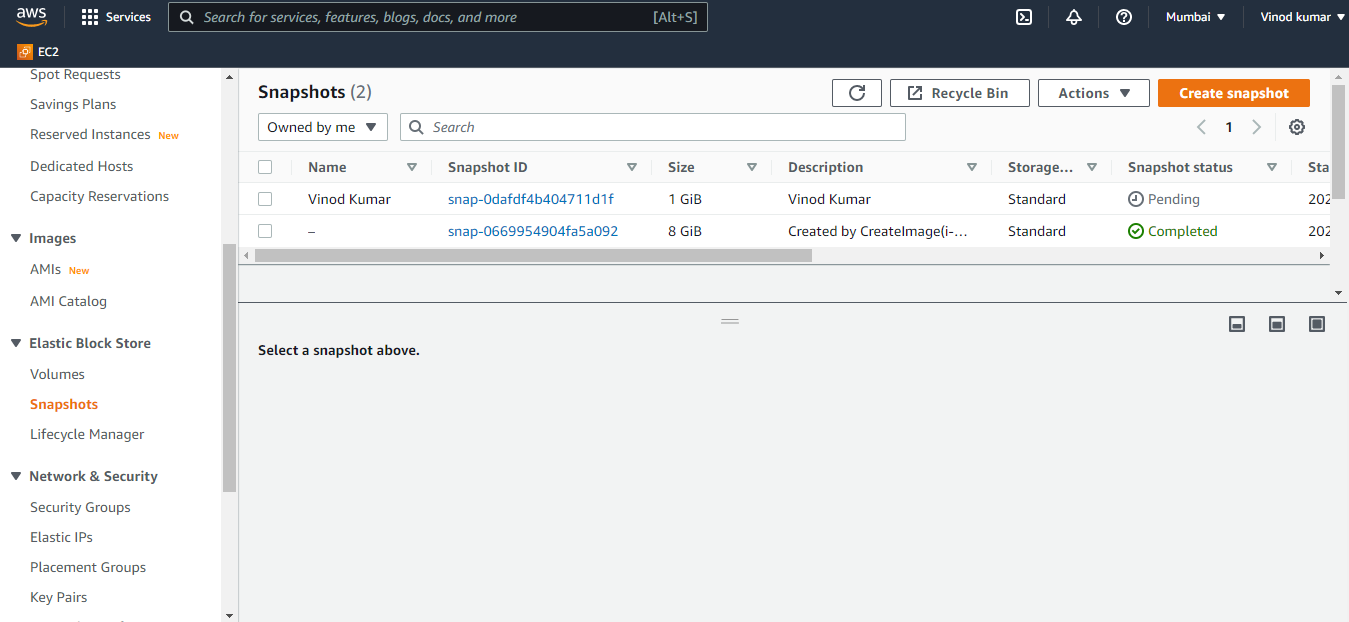 aws Services Search for services, features, blogs, docs, and more [Alt+S] Mumbai Vinod kumar
EC2
Spot Requests
Savings Plans
Reserved Instances New
Dedicated Hosts
Capacity Reservations
Images
AMIs New
AMI Catalog
Elastic Block Store
Volumes
Snapshots
Lifecycle Manager
Network & Security
Security Groups
Elastic IPs
Placement Groups
Key Pairs
Snapshots (2) Recycle Bin Actions Create snapshot
Owned by me Search 1
Name Snapshot ID Size Description Storage... Snapshot status Sta
Vinod Kumar snap-0dafdf4b404711d1f 1 GiB Vinod Kumar Standard Pending 202
– snap-0669954904fa5a092 8 GiB Created by CreateImage(i-... Standard Completed 202
Select a snapshot above.